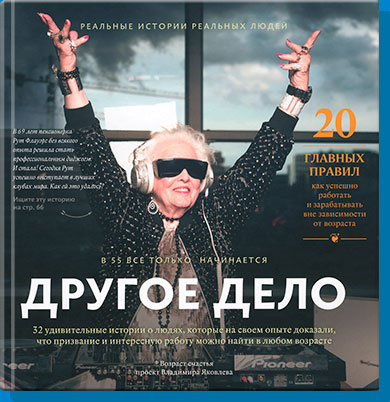 РЕАЛЬНЫЕ ИСТОРИИ РЕАЛЬНЫХ ЛЮДЕЙ
В 69 лет пенсионерка
Рут Флауэрс без всякого
опыта решила стать
профессиональным диджеем
И стала! Сегодня Рут
успешно выступает в лучших
клубах мира. Как ей это удалось?
Ищите эту историю
на стр. 66
20
ГЛАВНЫХ
ПРАВИЛ
как успешно
работать
и зарабатывать
вне зависимости
от возраста
В 55 ВСЕ ТОЛЬКО НАЧИНАЕТСЯ
ДРУГОЕ ДЕЛО
32 удивительные истории о людях, которые на своем опыте доказали,
что призвание и интересную работу можно найти в любом возрасте
* Возраст счастья
проект Владимира Яковлева
Pioneer